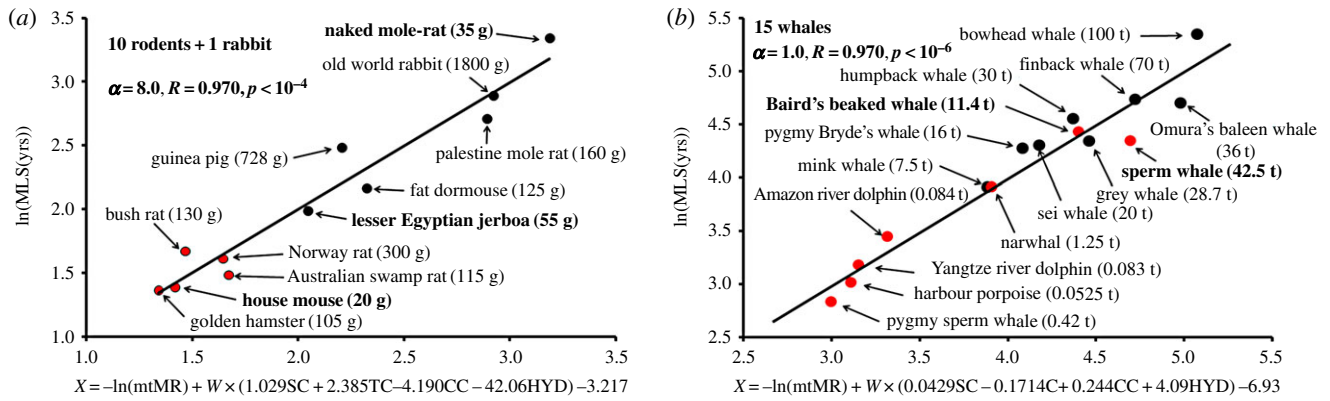 (a)
3.5
3.0
2.5
2.0
1.5
1.0
ln(MLS(yrs))
10 rodents + 1 rabbit
α = 8.0, R = 0.970, p < 10⁻⁴
naked mole-rat (35 g)
old world rabbit (1800 g)
guinea pig (728 g)
palestine mole rat (160 g)
fat dormouse (125 g)
lesser Egyptian jerboa (55 g)
bush rat (130 g)
Norway rat (300 g)
Australian swamp rat (115 g)
house mouse (20 g)
golden hamster (105 g)
1.0 1.5 2.0 2.5 3.0 3.5
X = –ln(mtMR) + W × (1.029SC + 2.385TC–4.190CC – 42.06HYD) –3.217
(b)
5.5
5.0
4.5
4.0
3.5
3.0
2.5
ln(MLS(yrs))
15 whales
α = 1.0, R = 0.970, p < 10⁻⁶
bowhead whale (100 t)
finback whale (70 t)
humpback whale (30 t)
Baird's beaked whale (11.4 t)
pygmy Bryde's whale (16 t)
Omura's baleen whale
(36 t)
sperm whale (42.5 t)
mink whale (7.5 t)
grey whale (28.7 t)
Amazon river dolphin (0.084 t)
sei whale (20 t)
narwhal (1.25 t)
Yangtze river dolphin (0.083 t)
harbour porpoise (0.0525 t)
pygmy sperm whale (0.42 t)
2.5 3.0 3.5 4.0 4.5 5.0 5.5
X = –ln(mtMR) + W × (0.0429SC – 0.1714C + 0.244CC + 4.09HYD) –6.93